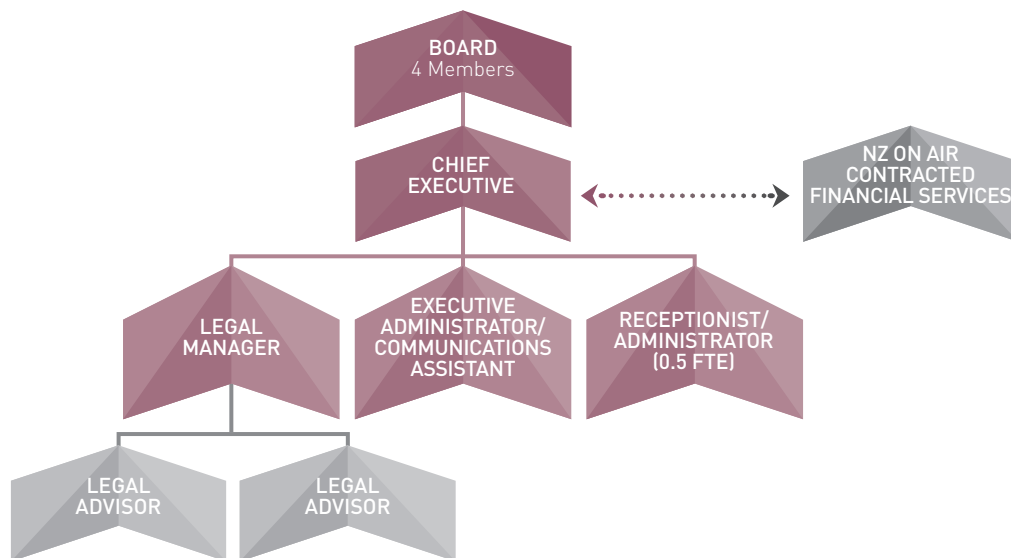 BOARD
4 Members
CHIEF
EXECUTIVE
NZ ON AIR
CONTRACTED
FINANCIAL SERVICES
LEGAL
MANAGER
EXECUTIVE
ADMINISTRATOR/
COMMUNICATIONS
ASSISTANT
RECEPTIONIST/
ADMINISTRATOR
(0.5 FTE)
LEGAL
ADVISOR
LEGAL
ADVISOR